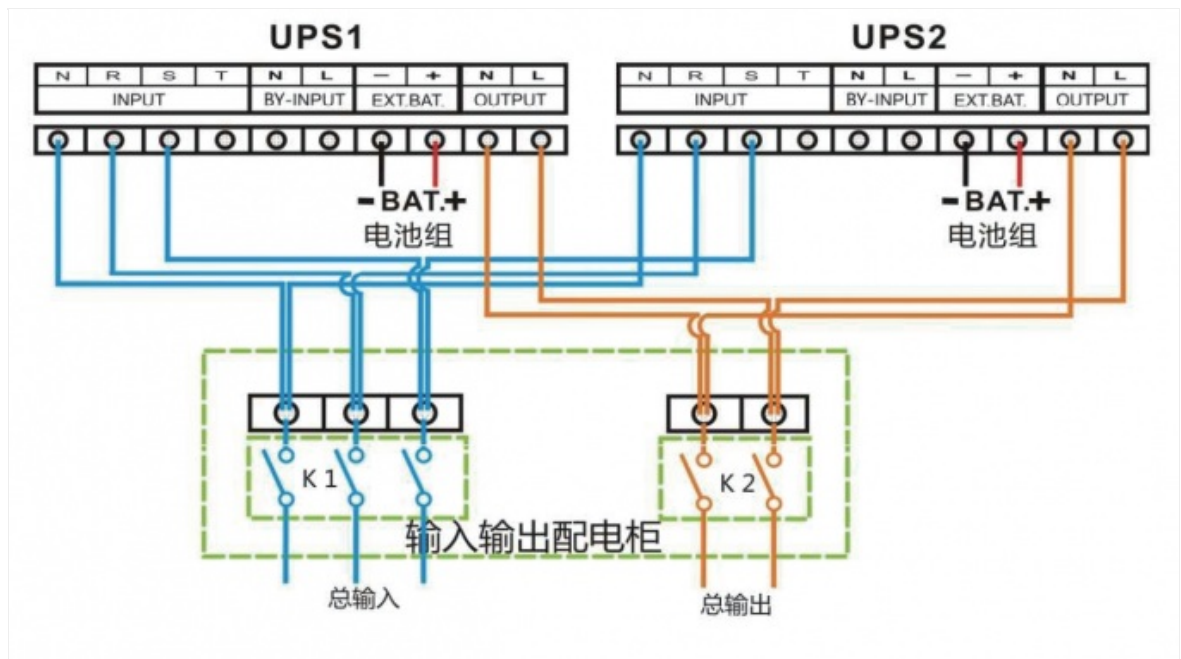 UPS1 UPS2
N R S T N L − + N L N R S T N L − + N L
INPUT BY-INPUT EXT.BAT. OUTPUT INPUT BY-INPUT EXT.BAT. OUTPUT
-BAT.+ -BAT.+
电池组 电池组
K 1 K 2
输入输出配电柜
总输入 总输出